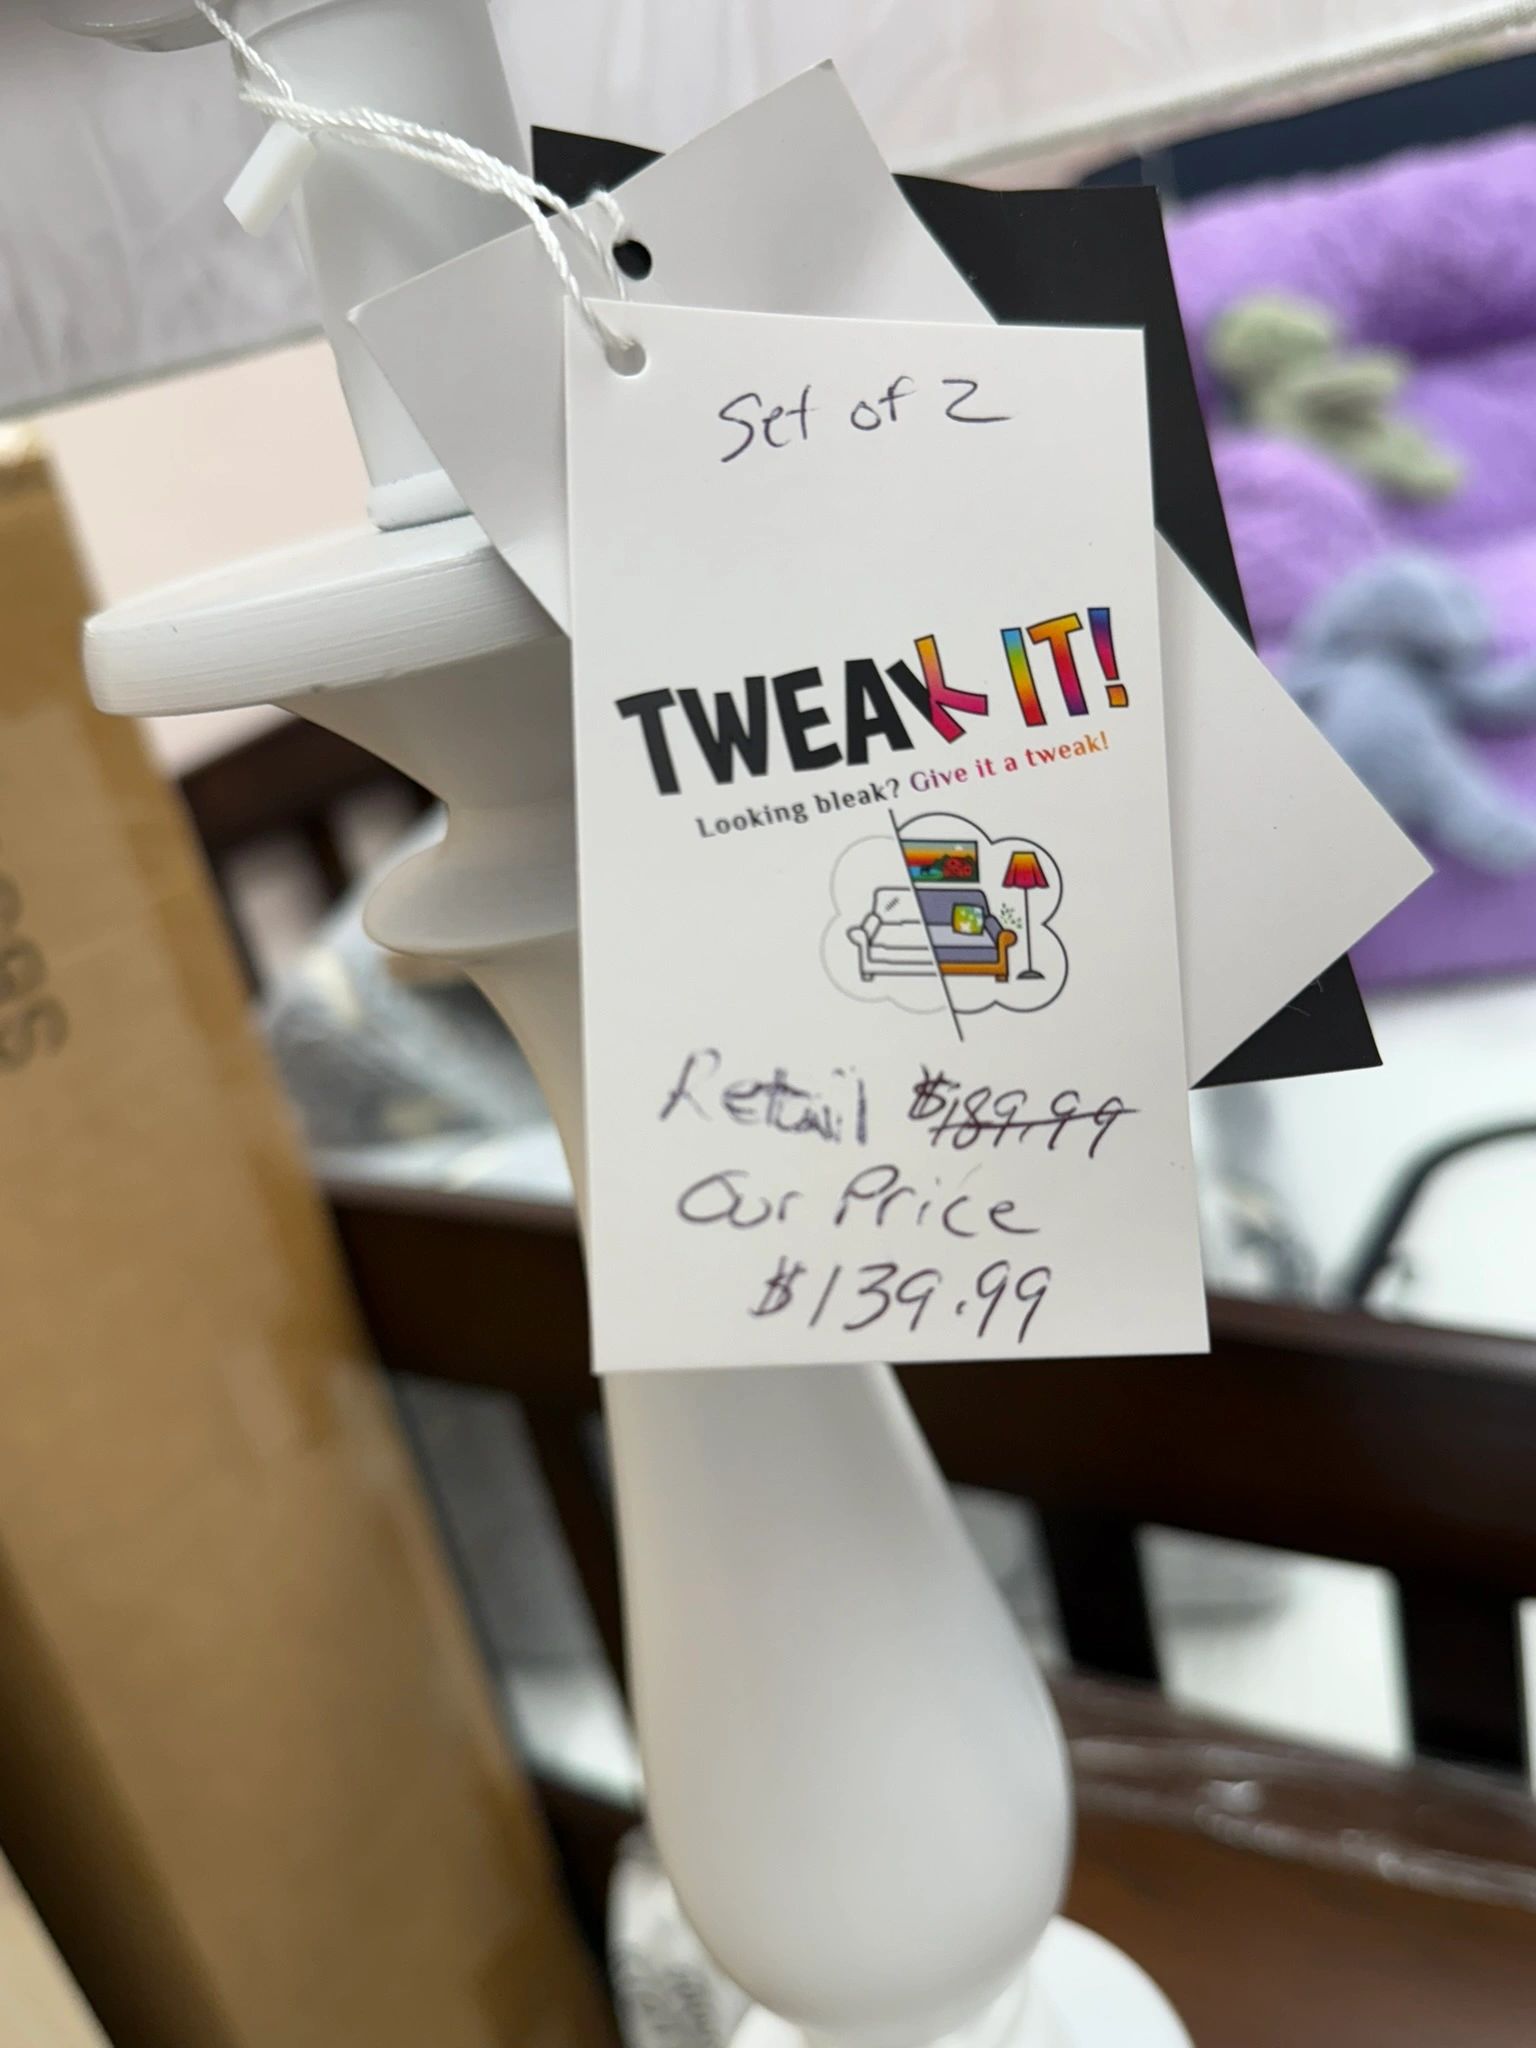 Set of 2
TWEAK IT!
Looking bleak? Give it a tweak!
Retail $189.99
Our Price
$139.99